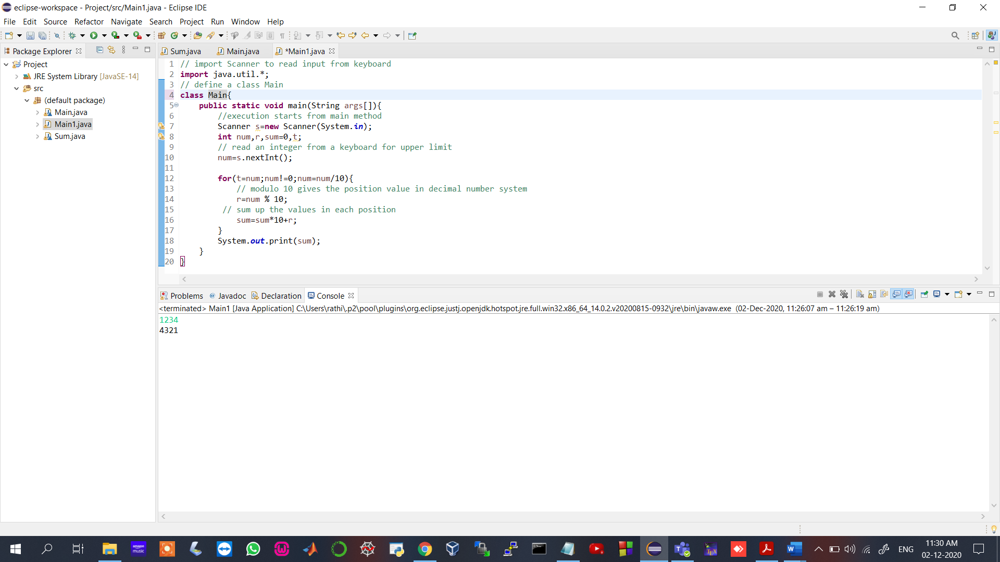 eclipse-workspace - Project/src/Main1.java - Eclipse IDE
File Edit Source Refactor Navigate Search Project Run Window Help
Package Explorer
Project
JRE System Library [JavaSE-14]
src
(default package)
Main.java
Main1.java
Sum.java
Sum.java Main.java *Main1.java
1 // import Scanner to read input from keyboard
2 import java.util.*;
3 // define a class Main
4 class Main{
5 public static void main(String args[]){
6 //execution starts from main method
7 Scanner s=new Scanner(System.in);
8 int num,r,sum=0,t;
9 // read an integer from a keyboard for upper limit
10 num=s.nextInt();
11
12 for(t=num;num!=0;num=num/10){
13 // modulo 10 gives the position value in decimal number system
14 r=num % 10;
15 // sum up the values in each position
16 sum=sum*10+r;
17 }
18 System.out.print(sum);
19 }
20 }
Problems @ Javadoc Declaration Console
<terminated> Main1 [Java Application] C:\Users\rathi\.p2\pool\plugins\org.eclipse.justj.openjdk.hotspot.jre.full.win32.x86_64_14.0.2.v20200815-0932\jre\bin\javaw.exe (02-Dec-2020, 11:26:07 am – 11:26:19 am)
1234
4321
amazon music
ENG
11:30 AM
02-12-2020